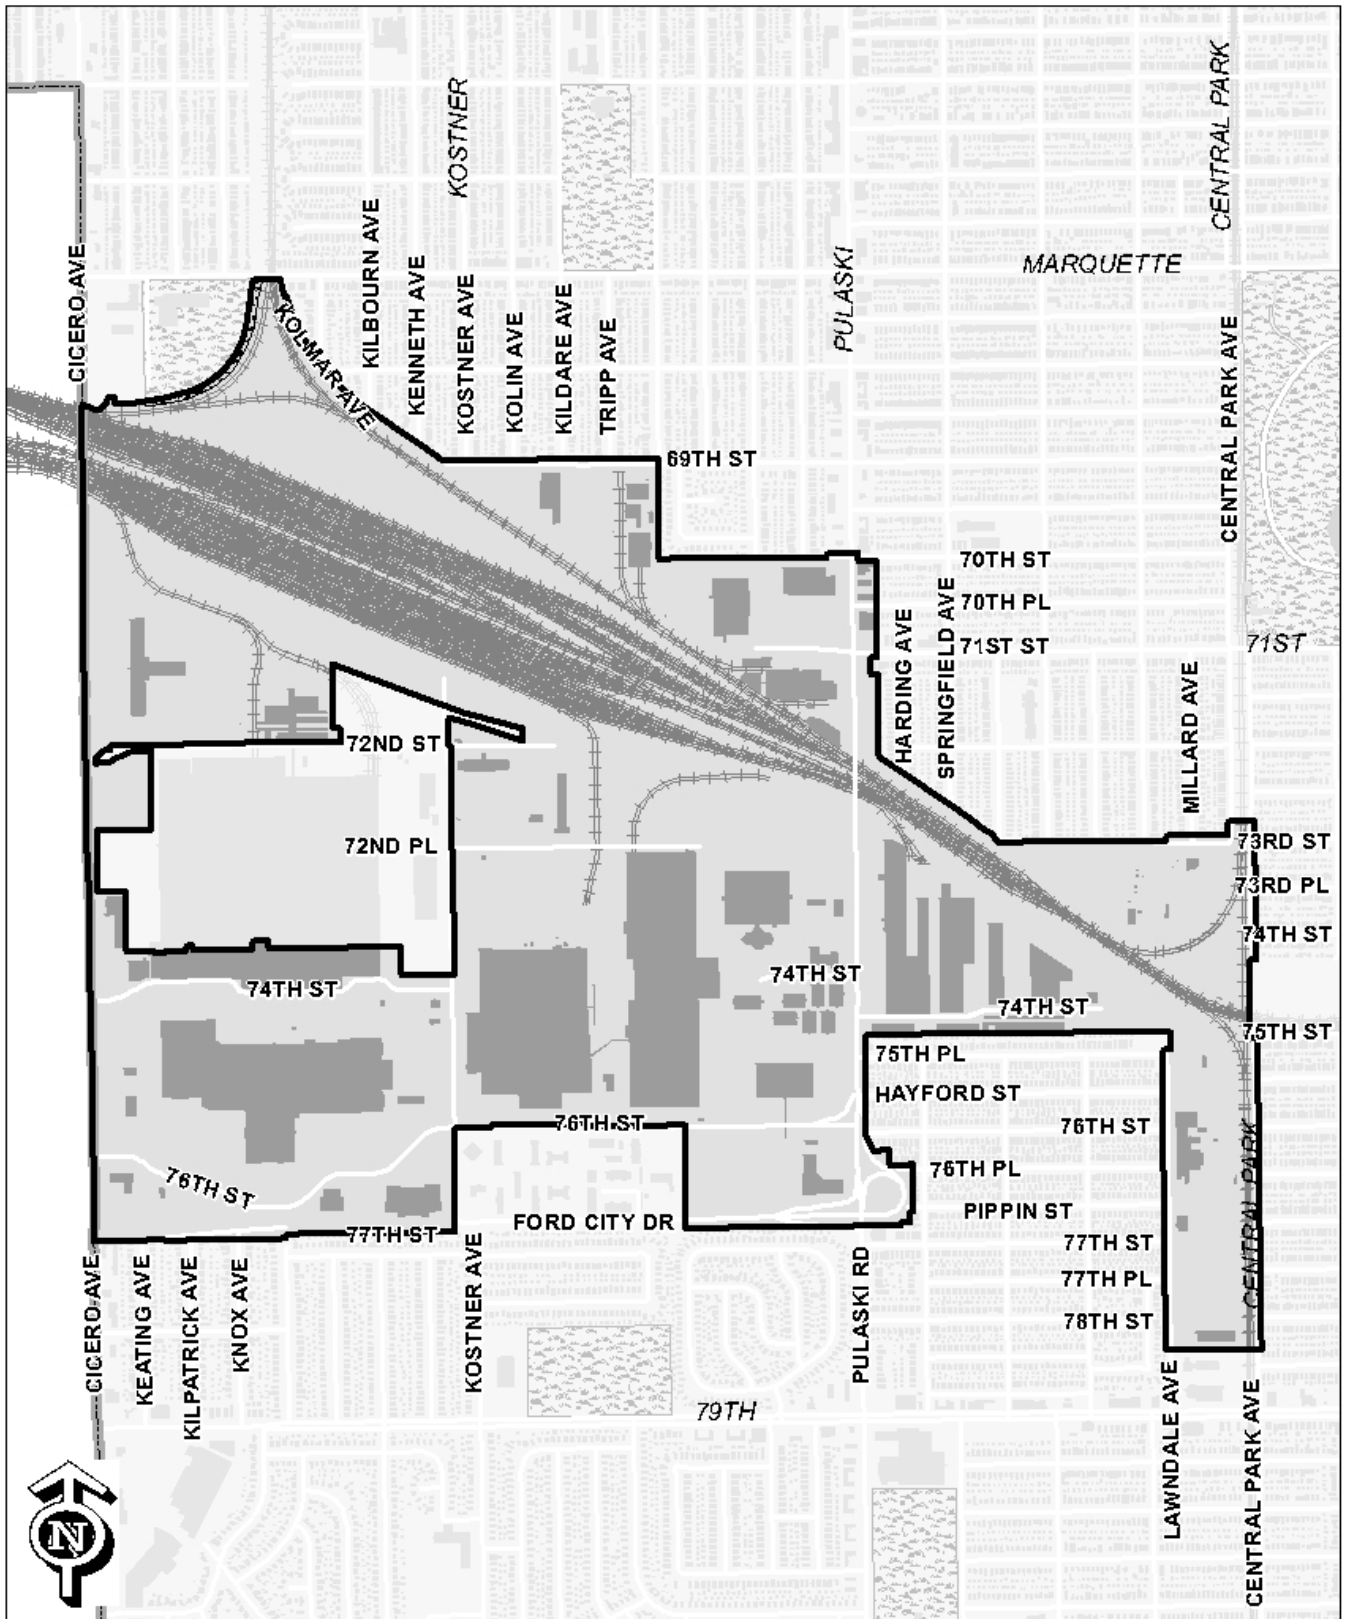 CENTRAL PARK
KOSTNER
KILBOURN AVE
CICERO AVE
KENNETH AVE
KOSTNER AVE
PULASKI
MARQUETTE
KOLMAR AVE
KOLIN AVE
KILDARE AVE
TRIPP AVE
CENTRAL PARK AVE
69TH ST
70TH ST
70TH PL
HARDING AVE
SPRINGFIELD AVE
71ST ST
71ST
MILLARD AVE
72ND ST
72ND PL
73RD ST
73RD PL
74TH ST
74TH ST
74TH ST
74TH ST
75TH ST
75TH PL
HAYFORD ST
76TH ST
76TH ST
76TH PL
76TH ST
CENTRAL PARK
PIPPIN ST
FORD CITY DR
77TH ST
77TH ST
77TH PL
78TH ST
CICERO AVE
KEATING AVE
KILPATRICK AVE
KNOX AVE
KOSTNER AVE
PULASKI RD
LAWNDALE AVE
CENTRAL PARK AVE
79TH
N